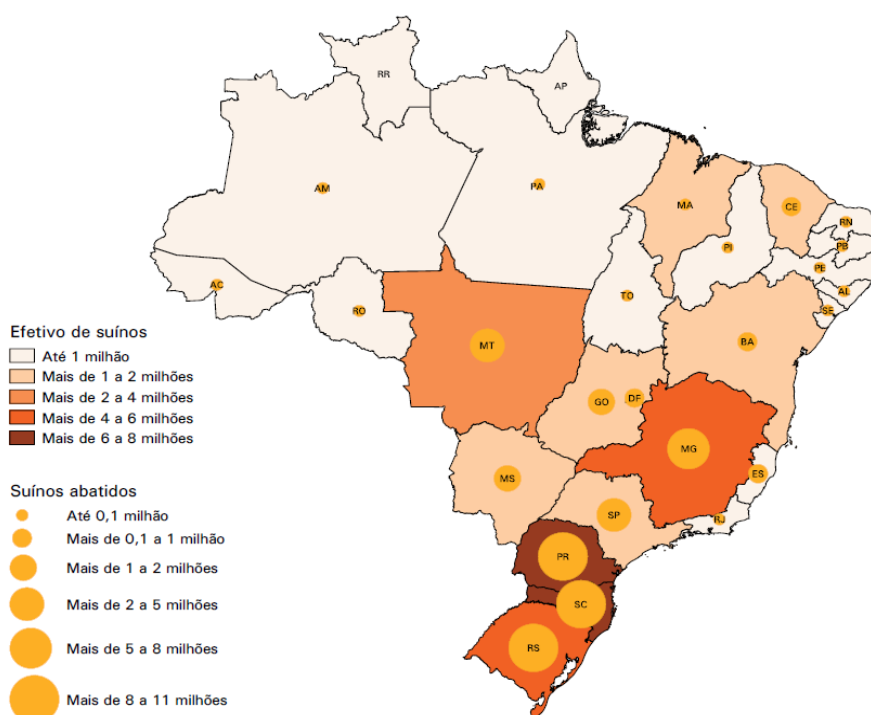 RR
AP
AM
PA
MA
CE
RN
PI
PB
PE
AC
TO
AL
RO
SE
Efetivo de suínos
Até 1 milhão
Mais de 1 a 2 milhões
Mais de 2 a 4 milhões
Mais de 4 a 6 milhões
Mais de 6 a 8 milhões
MT
BA
GO
DF
MG
MS
ES
SP
RJ
PR
SC
RS
Suínos abatidos
Até 0,1 milhão
Mais de 0,1 a 1 milhão
Mais de 1 a 2 milhões
Mais de 2 a 5 milhões
Mais de 5 a 8 milhões
Mais de 8 a 11 milhões